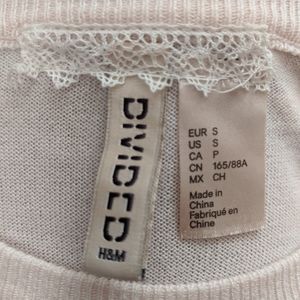 DIVIDED
H&M
EUR S
US S
CA P
CN 165/88A
MX CH
Made in
China
Fabriqué en
Chine